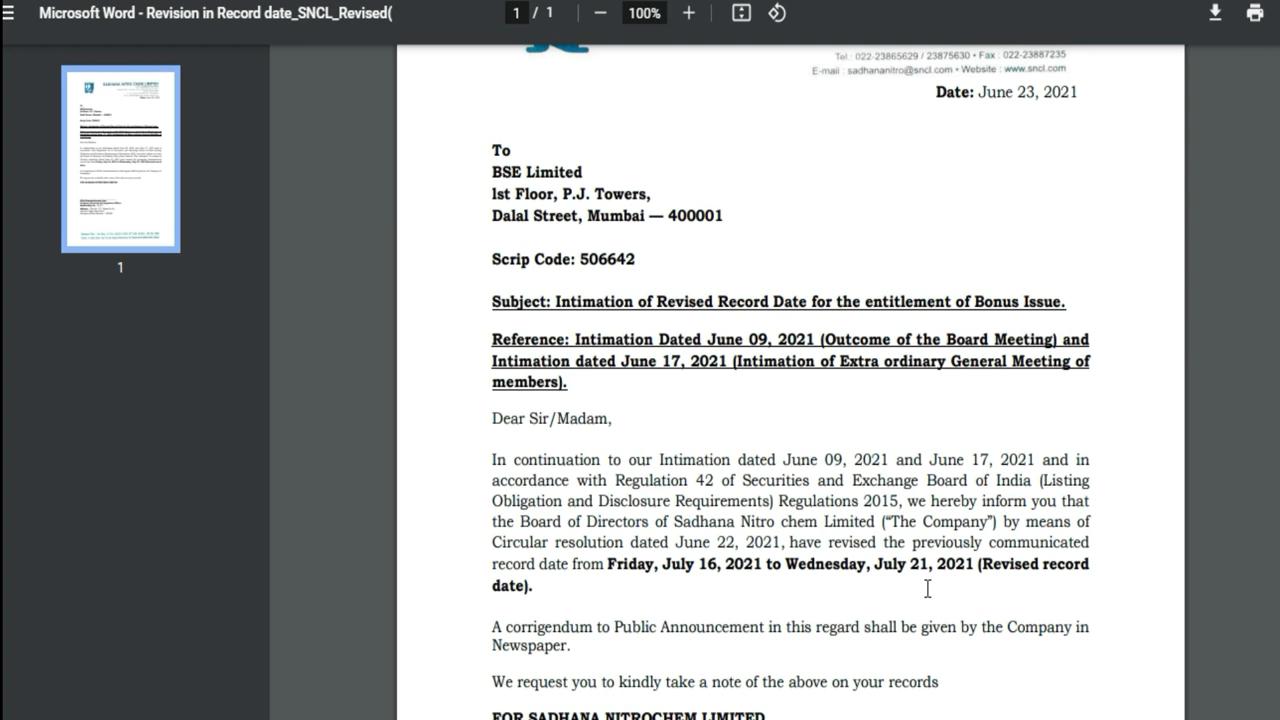 Microsoft Word - Revision in Record date_SNCL_Revised(
1 / 1
100%
1
Tel.: 022-23865629 / 23875630 • Fax : 022-23887235
E-mail : sadhananitro@sncl.com • Website : www.sncl.com
Date: June 23, 2021
To
BSE Limited
1st Floor, P.J. Towers,
Dalal Street, Mumbai — 400001
Scrip Code: 506642
Subject: Intimation of Revised Record Date for the entitlement of Bonus Issue.
Reference: Intimation Dated June 09, 2021 (Outcome of the Board Meeting) and
Intimation dated June 17, 2021 (Intimation of Extra ordinary General Meeting of
members).
Dear Sir/Madam,
In continuation to our Intimation dated June 09, 2021 and June 17, 2021 and in
accordance with Regulation 42 of Securities and Exchange Board of India (Listing
Obligation and Disclosure Requirements) Regulations 2015, we hereby inform you that
the Board of Directors of Sadhana Nitro chem Limited (“The Company”) by means of
Circular resolution dated June 22, 2021, have revised the previously communicated
record date from Friday, July 16, 2021 to Wednesday, July 21, 2021 (Revised record
date).
A corrigendum to Public Announcement in this regard shall be given by the Company in
Newspaper.
We request you to kindly take a note of the above on your records
FOR SADHANA NITROCHEM LIMITED